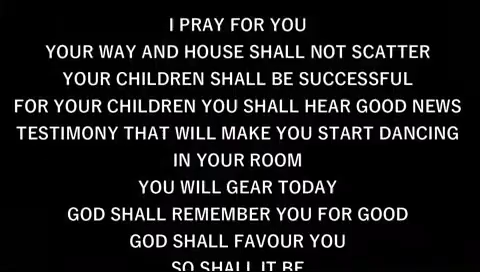 I PRAY FOR YOU
YOUR WAY AND HOUSE SHALL NOT SCATTER
YOUR CHILDREN SHALL BE SUCCESSFUL
FOR YOUR CHILDREN YOU SHALL HEAR GOOD NEWS
TESTIMONY THAT WILL MAKE YOU START DANCING
IN YOUR ROOM
YOU WILL GEAR TODAY
GOD SHALL REMEMBER YOU FOR GOOD
GOD SHALL FAVOUR YOU
SO SHALL IT BE